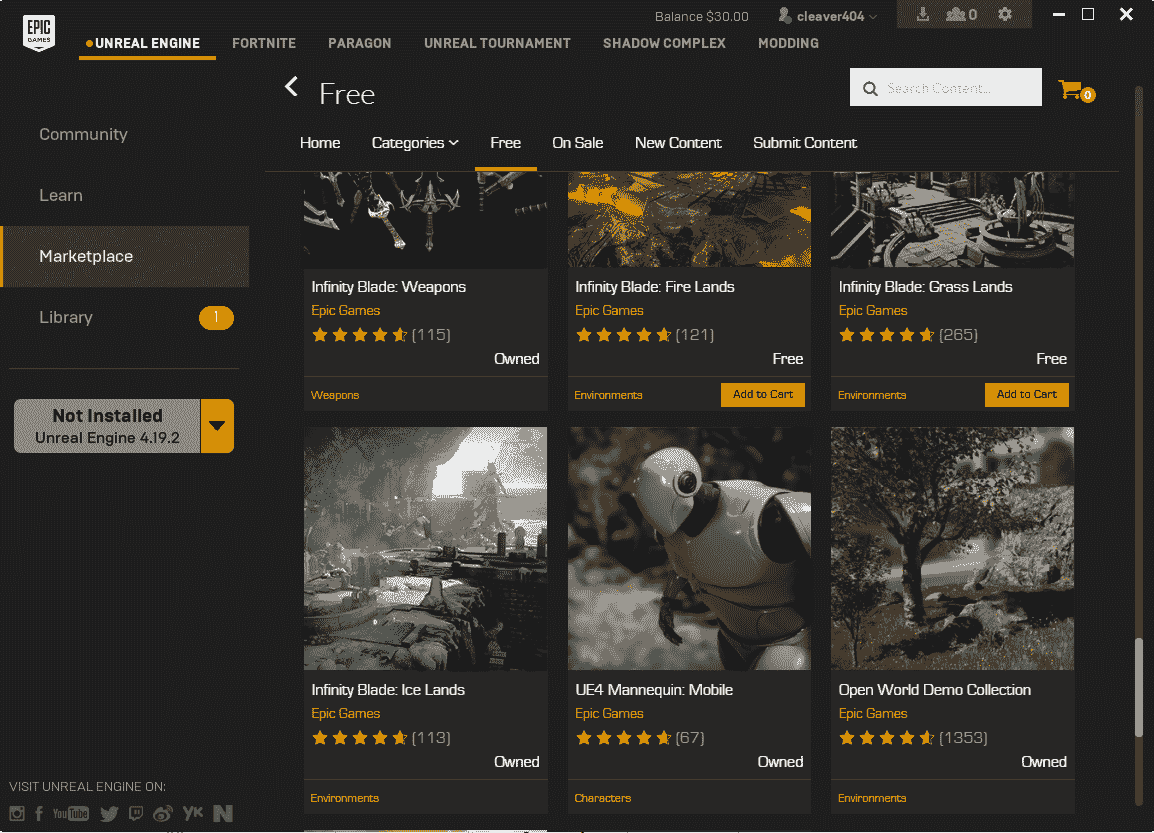 EPIC
GAMES
Balance $30.00
cleaver404
0
UNREAL ENGINE
FORTNITE
PARAGON
UNREAL TOURNAMENT
SHADOW COMPLEX
MODDING
Free
Search Content...
0
Community
Learn
Marketplace
Library
1
Not Installed
Unreal Engine 4.19.2
Home
Categories
Free
On Sale
New Content
Submit Content
Infinity Blade: Weapons
Epic Games
(115)
Owned
Weapons
Infinity Blade: Fire Lands
Epic Games
(121)
Free
Environments
Add to Cart
Infinity Blade: Grass Lands
Epic Games
(265)
Free
Environments
Add to Cart
Infinity Blade: Ice Lands
Epic Games
(113)
Owned
Environments
UE4 Mannequin: Mobile
Epic Games
(67)
Owned
Characters
Open World Demo Collection
Epic Games
(1353)
Owned
Environments
VISIT UNREAL ENGINE ON:
YouTube